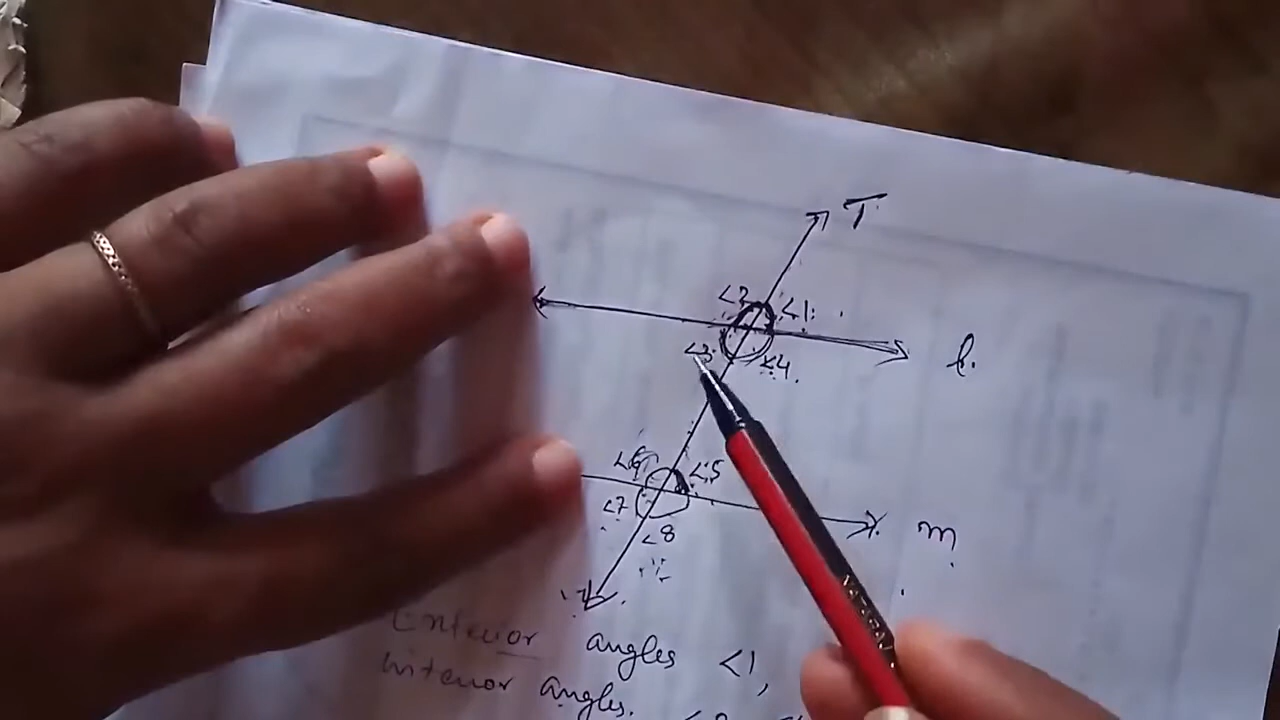 T
<2 <1
<3 <4 l.
<6 <5
<7 <8 m
Exterior angles <1,
interior angles.